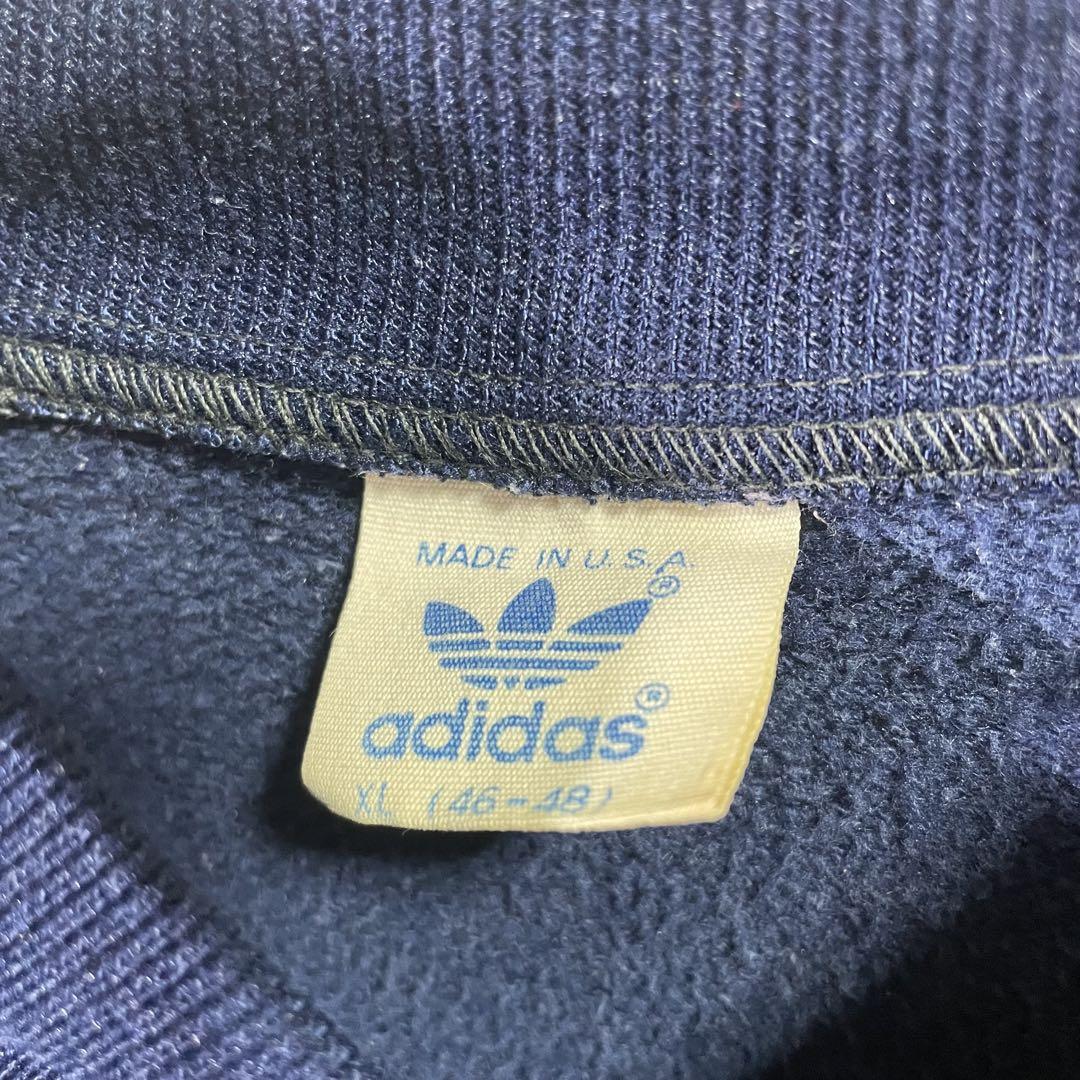 MADE IN U.S.A.
®
adidas®
XL (46-48)